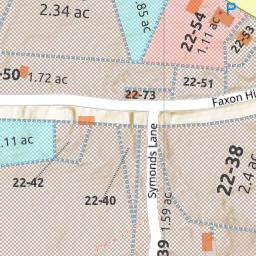 P
2.34 ac
.85 ac
22-54
1.11 ac
22-53
-50
1.72 ac
22-51
22-73
Faxon Hi
.11 ac
Symonds Lane
22-38
2.4 a
22-42
22-40
1.59 ac
39